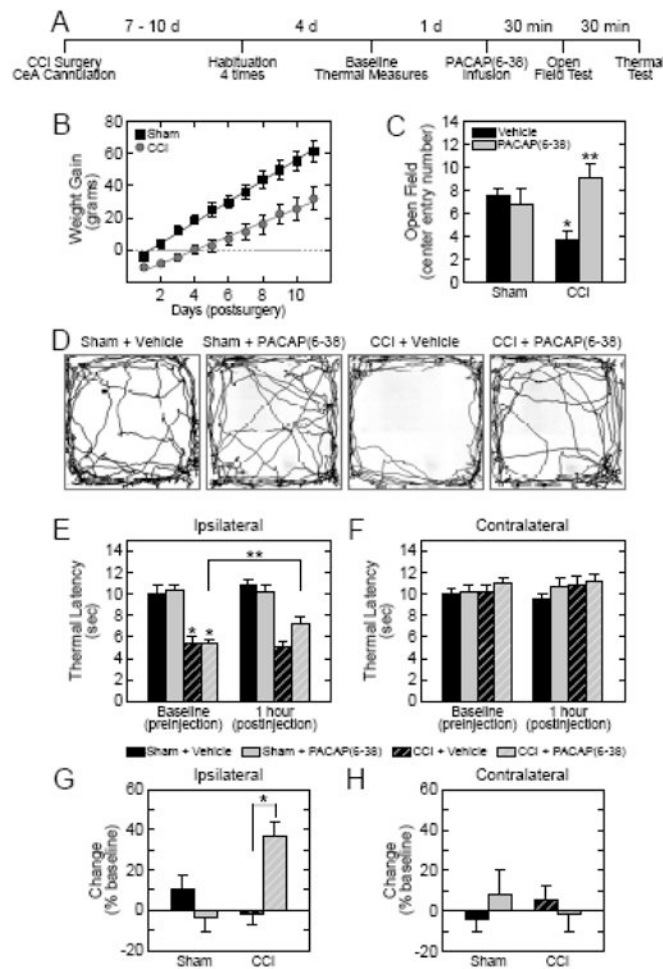 A
7 - 10 d
4 d
1 d
30 min
30 min
CCI Surgery
CeA Cannulation
Habituation
4 times
Baseline
Thermal Measures
PACAP(6-38)
Infusion
Open
Field Test
Thermal
Test
B
Weight Gain
(grams)
80
60
40
20
0
Sham
CCI
2
4
6
8
10
Days (postsurgery)
C
Open Field
(center entry number)
14
12
10
8
6
4
2
0
Vehicle
PACAP(6-38)
*
**
Sham
CCI
D
Sham + Vehicle
Sham + PACAP(6-38)
CCI + Vehicle
CCI + PACAP(6-38)
E
Ipsilateral
Thermal Latency
(sec)
14
12
10
8
6
4
2
0
*
*
**
Baseline
(preinjection)
1 hour
(postinjection)
F
Contralateral
Thermal Latency
(sec)
14
12
10
8
6
4
2
0
Baseline
(preinjection)
1 hour
(postinjection)
Sham + Vehicle
Sham + PACAP(6-38)
CCI + Vehicle
CCI + PACAP(6-38)
G
Ipsilateral
Change
(% baseline)
60
40
20
0
-20
*
Sham
CCI
H
Contralateral
Change
(% baseline)
60
40
20
0
-20
Sham
CCI